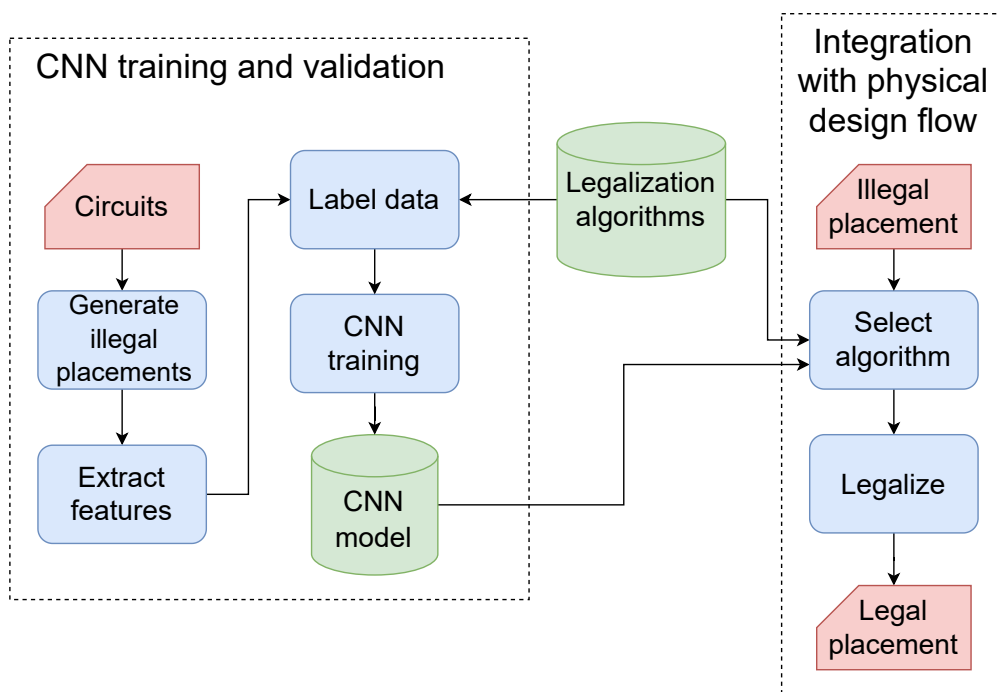 CNN training and validation
Circuits
Generate
illegal
placements
Extract
features
Label data
CNN
training
CNN
model
Legalization
algorithms
Integration
with physical
design flow
Illegal
placement
Select
algorithm
Legalize
Legal
placement